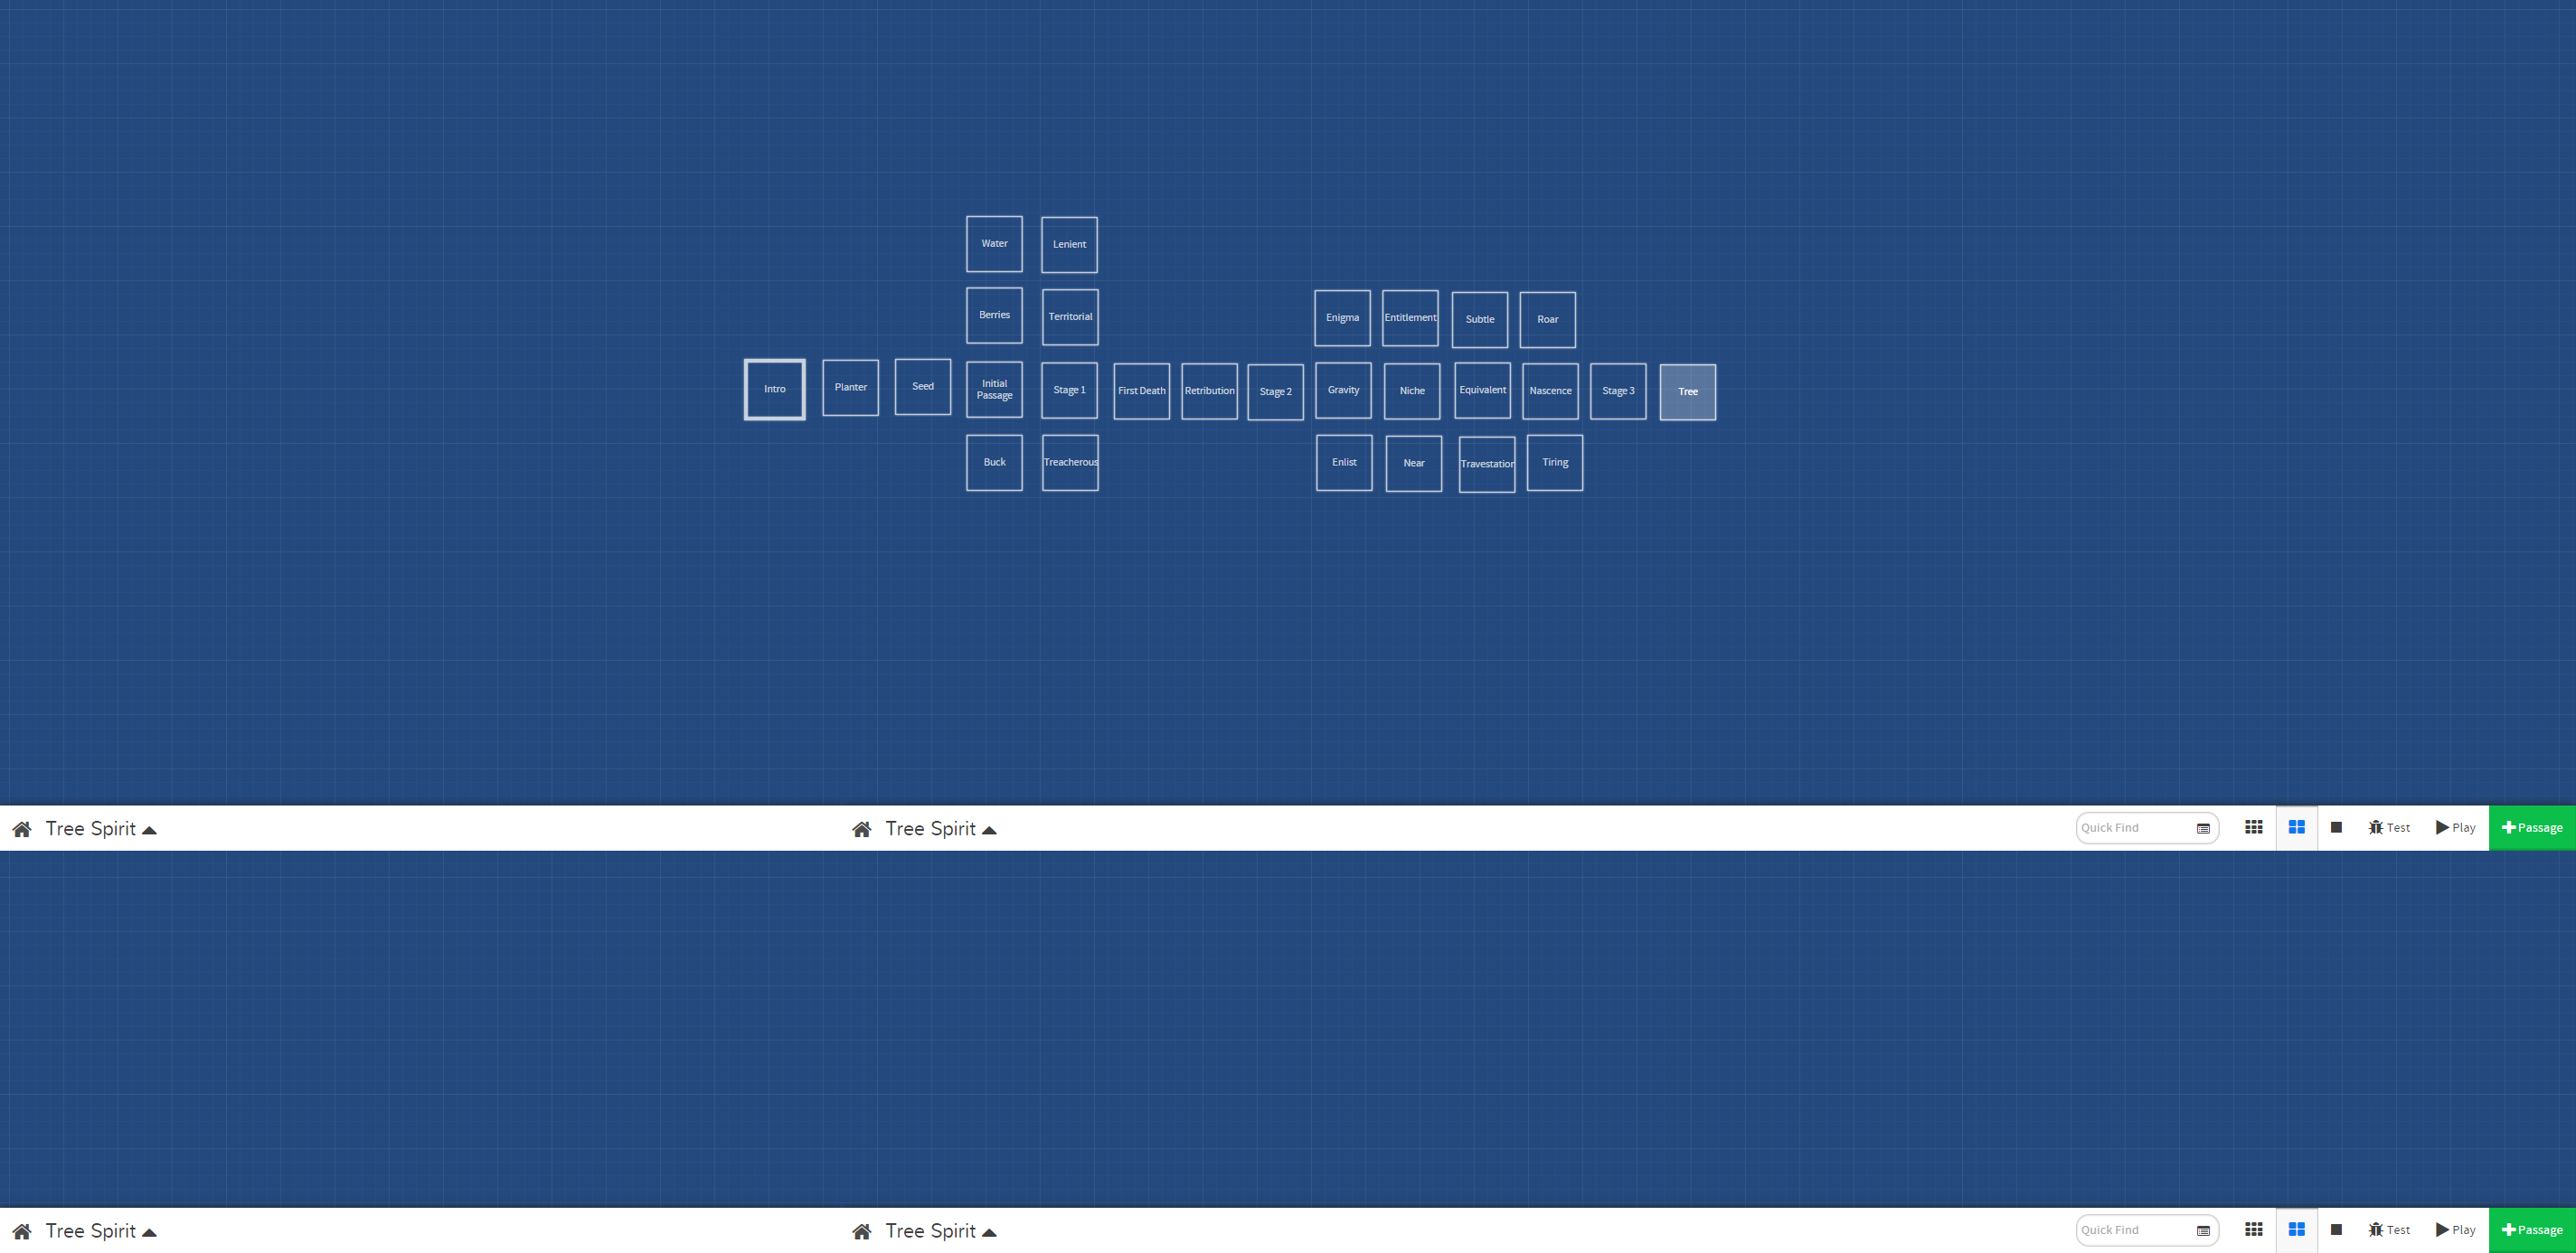 Water
Lenient
Berries
Territorial
Enigma
Entitlement
Subtle
Roar
Intro
Planter
Seed
Initial
Passage
Stage 1
First Death
Retribution
Stage 2
Gravity
Niche
Equivalent
Nascence
Stage 3
Tree
Buck
Treacherous
Enlist
Near
Travestation
Tiring
Tree Spirit
Tree Spirit
Quick Find
Test
Play
Passage
Tree Spirit
Tree Spirit
Quick Find
Test
Play
Passage